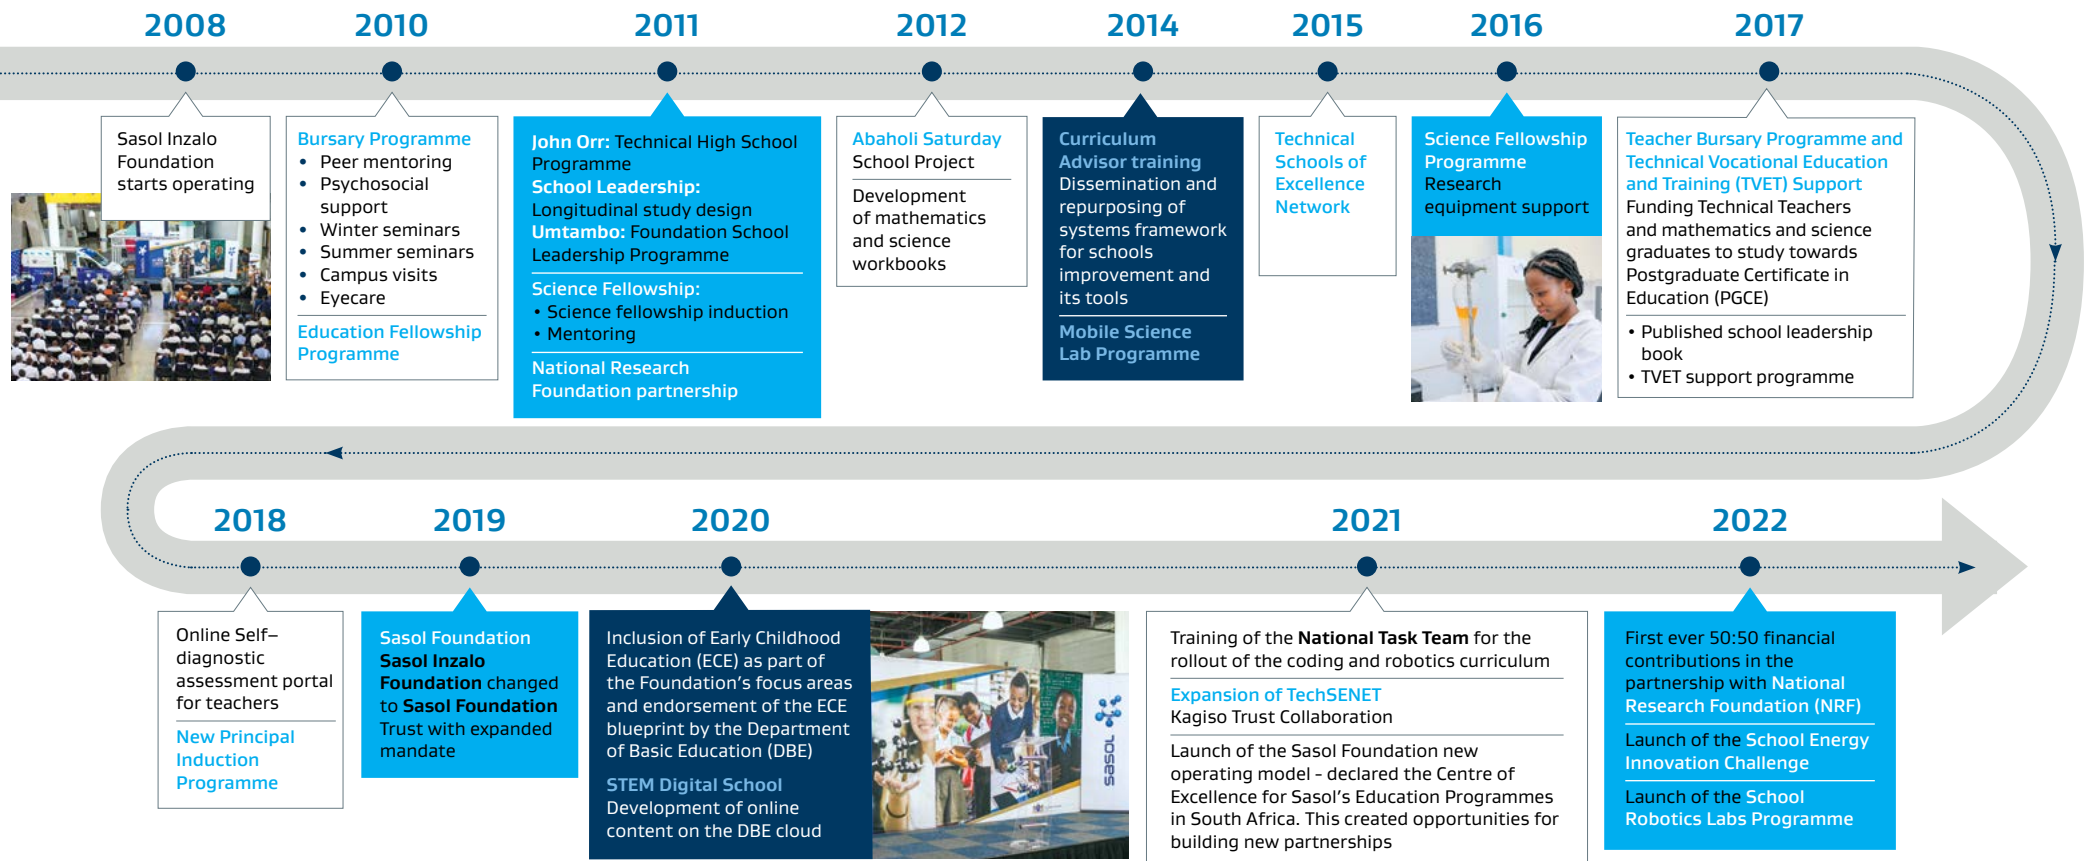 2008
2010
2011
2012
2014
2015
2016
2017
Sasol Inzalo
Foundation
starts operating
Bursary Programme
• Peer mentoring
• Psychosocial
support
• Winter seminars
• Summer seminars
• Campus visits
• Eyecare
Education Fellowship
Programme
John Orr: Technical High School
Programme
School Leadership:
Longitudinal study design
Umtambo: Foundation School
Leadership Programme
Science Fellowship:
• Science fellowship induction
• Mentoring
National Research
Foundation partnership
Abaholi Saturday
School Project
Development
of mathematics
and science
workbooks
Curriculum
Advisor training
Dissemination and
repurposing of
systems framework
for schools
improvement and
its tools
Mobile Science
Lab Programme
Technical
Schools of
Excellence
Network
Science Fellowship
Programme
Research
equipment support
Teacher Bursary Programme and
Technical Vocational Education
and Training (TVET) Support
Funding Technical Teachers
and mathematics and science
graduates to study towards
Postgraduate Certificate in
Education (PGCE)
• Published school leadership
book
• TVET support programme
2018
2019
2020
2021
2022
Online Self–
diagnostic
assessment portal
for teachers
New Principal
Induction
Programme
Sasol Foundation
Sasol Inzalo
Foundation changed
to Sasol Foundation
Trust with expanded
mandate
Inclusion of Early Childhood
Education (ECE) as part of
the Foundation's focus areas
and endorsement of the ECE
blueprint by the Department
of Basic Education (DBE)
STEM Digital School
Development of online
content on the DBE cloud
sasol
Training of the National Task Team for the
rollout of the coding and robotics curriculum
Expansion of TechSENET
Kagiso Trust Collaboration
Launch of the Sasol Foundation new
operating model - declared the Centre of
Excellence for Sasol's Education Programmes
in South Africa. This created opportunities for
building new partnerships
First ever 50:50 financial
contributions in the
partnership with National
Research Foundation (NRF)
Launch of the School Energy
Innovation Challenge
Launch of the School
Robotics Labs Programme